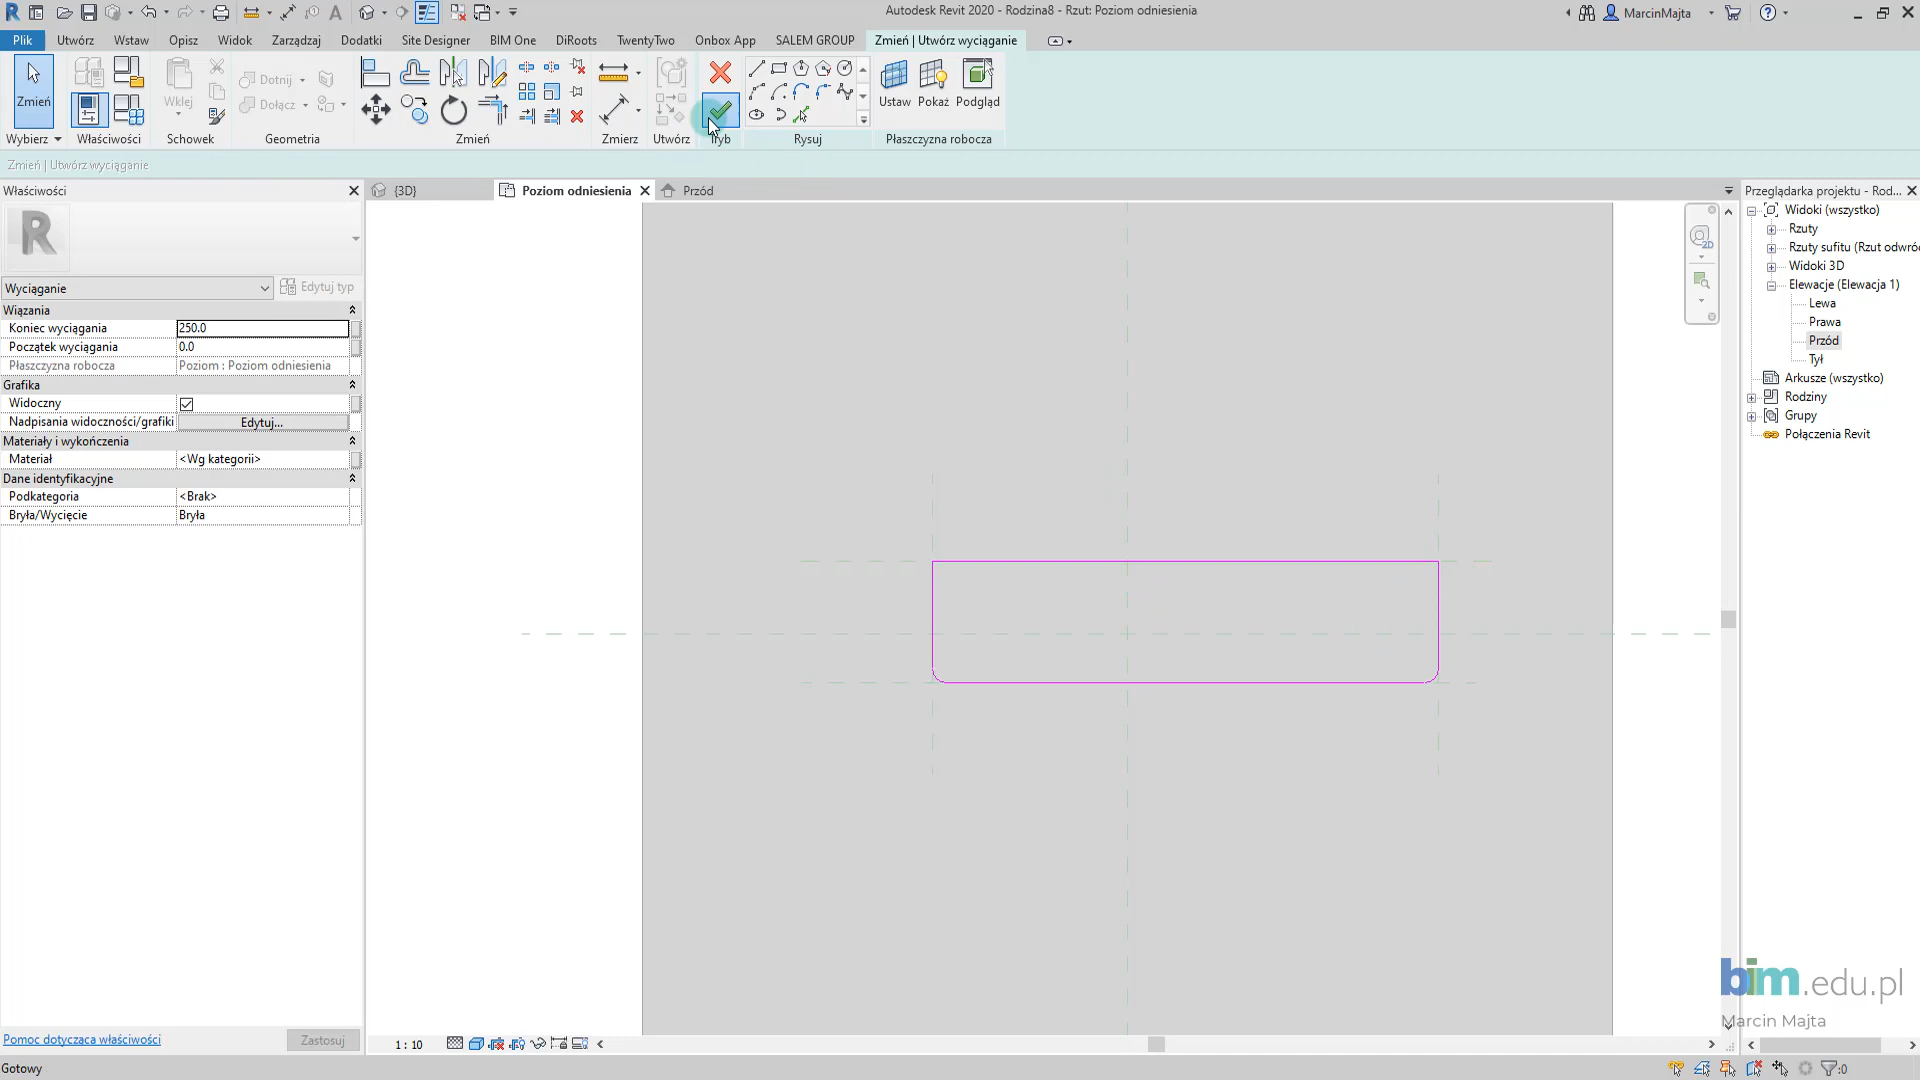 Autodesk Revit 2020 - Rodzina8 - Rzut: Poziom odniesienia
MarcinMajta
Plik Utwórz Wstaw Opisz Widok Zarządzaj Dodatki Site Designer BIM One DiRoots TwentyTwo Onbox App SALEM GROUP Zmień | Utwórz wyciąganie
Zmień
Wklej
Dotnij
Dołącz
Ustaw Pokaż Podgląd
Wybierz Właściwości Schowek Geometria Zmień Zmierz Utwórz Tryb Rysuj Płaszczyzna robocza
Zmień | Utwórz wyciąganie
Właściwości
{3D} Poziom odniesienia Przód
Przeglądarka projektu - Rod...
R
Wyciąganie Edytuj typ
Wiązania
Koniec wyciągania 250.0
Początek wyciągania 0.0
Płaszczyzna robocza Poziom : Poziom odniesienia
Grafika
Widoczny
Nadpisania widoczności/grafiki Edytuj...
Materiały i wykończenia
Materiał <Wg kategorii>
Dane identyfikacyjne
Podkategoria <Brak>
Bryła/Wycięcie Bryła
2D
Widoki (wszystko)
Rzuty
Rzuty sufitu (Rzut odwróc
Widoki 3D
Elewacje (Elewacja 1)
Lewa
Prawa
Przód
Tył
Arkusze (wszystko)
Rodziny
Grupy
Połączenia Revit
bim.edu.pl
Marcin Majta
Pomoc dotycząca właściwości Zastosuj
1 : 10
Gotowy
:0